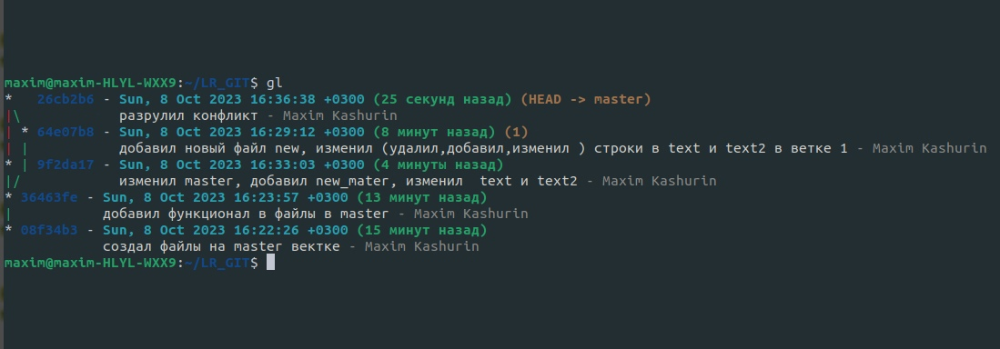 maxim@maxim-HLYL-WXX9:~/LR_GIT$ gl
*   26cb2b6 - Sun, 8 Oct 2023 16:36:38 +0300 (25 секунд назад) (HEAD -> master)
|\            разрулил конфликт - Maxim Kashurin
| * 64e07b8 - Sun, 8 Oct 2023 16:29:12 +0300 (8 минут назад) (1)
| |           добавил новый файл new, изменил (удалил,добавил,изменил ) строки в text и text2 в ветке 1 - Maxim Kashurin
* | 9f2da17 - Sun, 8 Oct 2023 16:33:03 +0300 (4 минуты назад)
|/            изменил master, добавил new_mater, изменил  text и text2 - Maxim Kashurin
* 36463fe - Sun, 8 Oct 2023 16:23:57 +0300 (13 минут назад)
|           добавил функционал в файлы в master - Maxim Kashurin
* 08f34b3 - Sun, 8 Oct 2023 16:22:26 +0300 (15 минут назад)
            создал файлы на master вектке - Maxim Kashurin
maxim@maxim-HLYL-WXX9:~/LR_GIT$